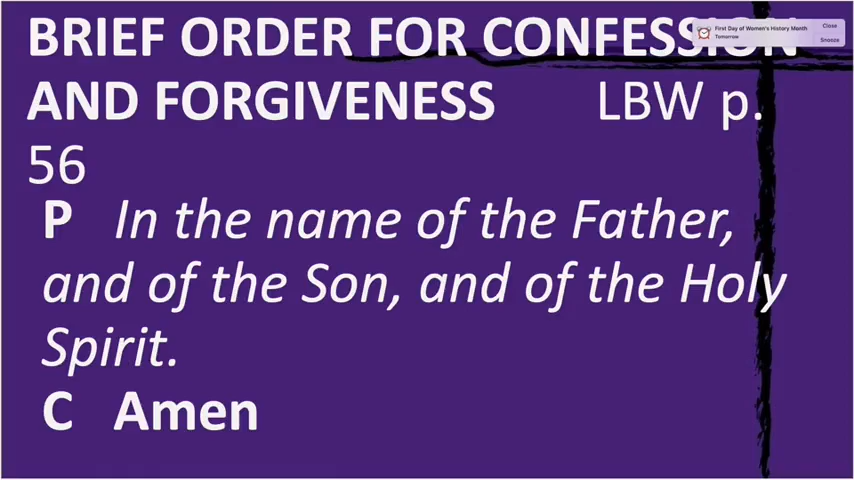 BRIEF ORDER FOR CONFESSION
First Day of Women's History Month
Tomorrow
Close
Snooze
AND FORGIVENESS LBW p.
56
P In the name of the Father,
and of the Son, and of the Holy
Spirit.
C Amen